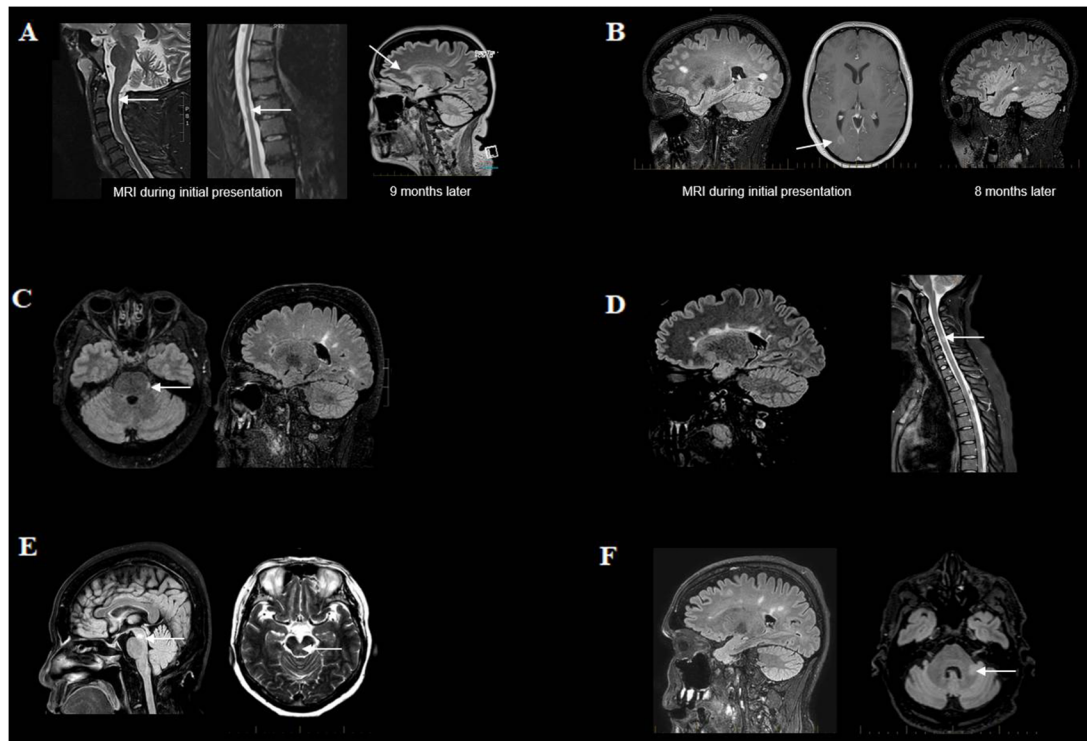 A
B
MRI during initial presentation
9 months later
MRI during initial presentation
8 months later
C
D
E
F